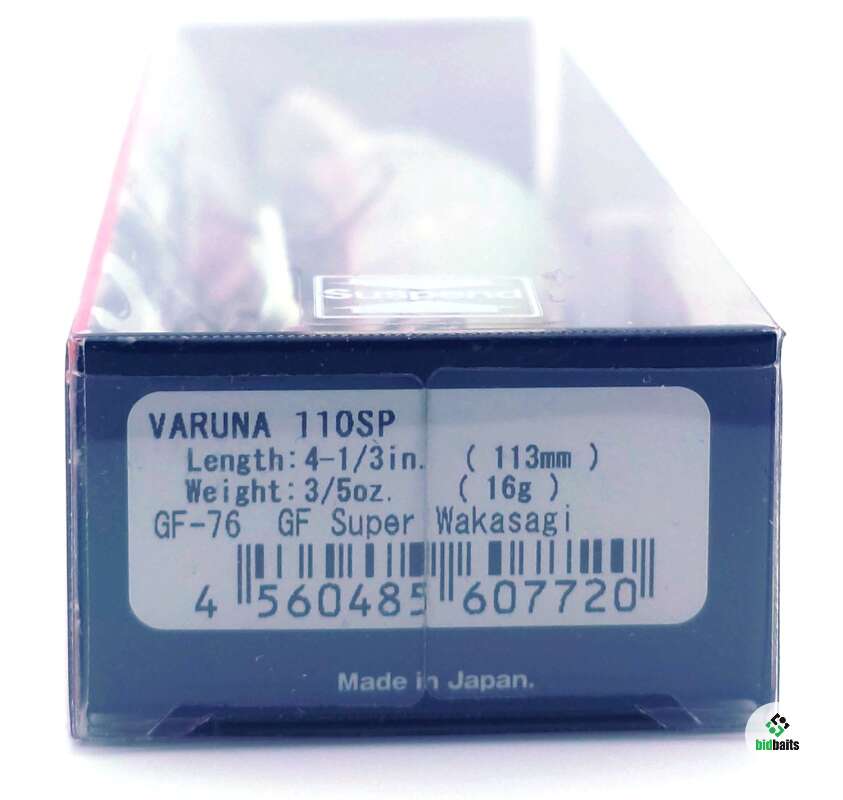 Suspend
VARUNA 110SP
Length:4-1/3in. ( 113mm )
Weight:3/5oz. ( 16g )
GF-76 GF Super Wakasagi
4 560485 607720
Made in Japan.
bidbaits